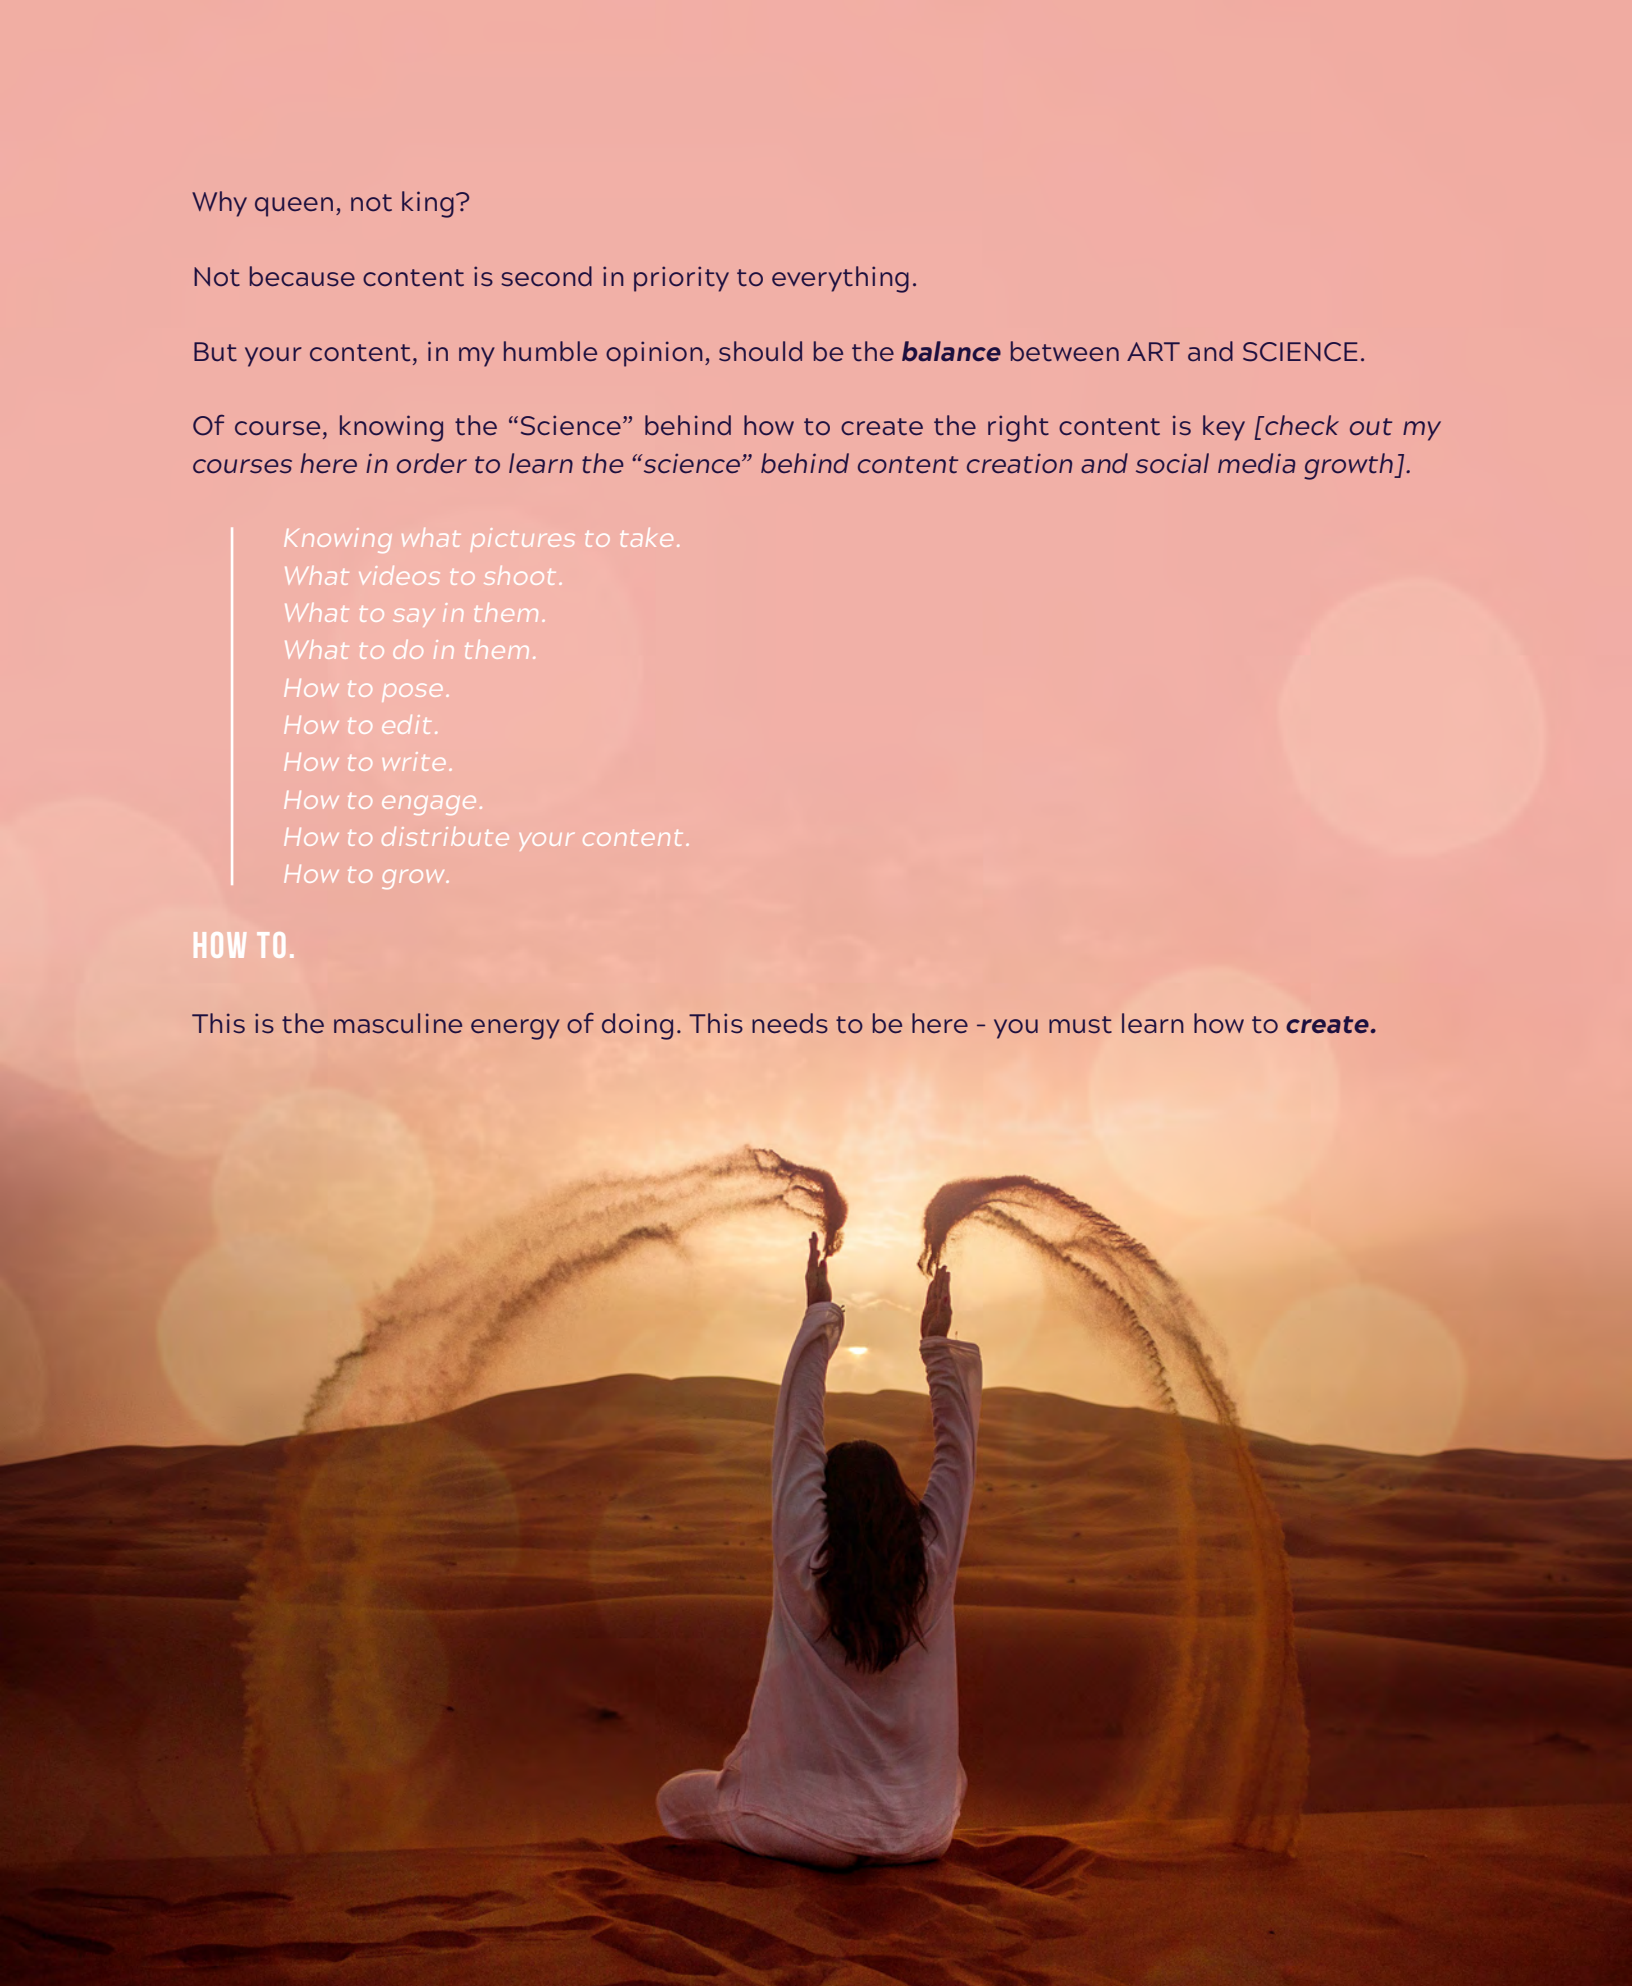 Why queen, not king?
Not because content is second in priority to everything.
But your content, in my humble opinion, should be the balance between ART and SCIENCE.
Of course, knowing the “Science” behind how to create the right content is key [check out my
courses here in order to learn the “science” behind content creation and social media growth].
Knowing what pictures to take.
What videos to shoot.
What to say in them.
What to do in them.
How to pose.
How to edit.
How to write.
How to engage.
How to distribute your content.
How to grow.
HOW TO.
This is the masculine energy of doing. This needs to be here - you must learn how to create.